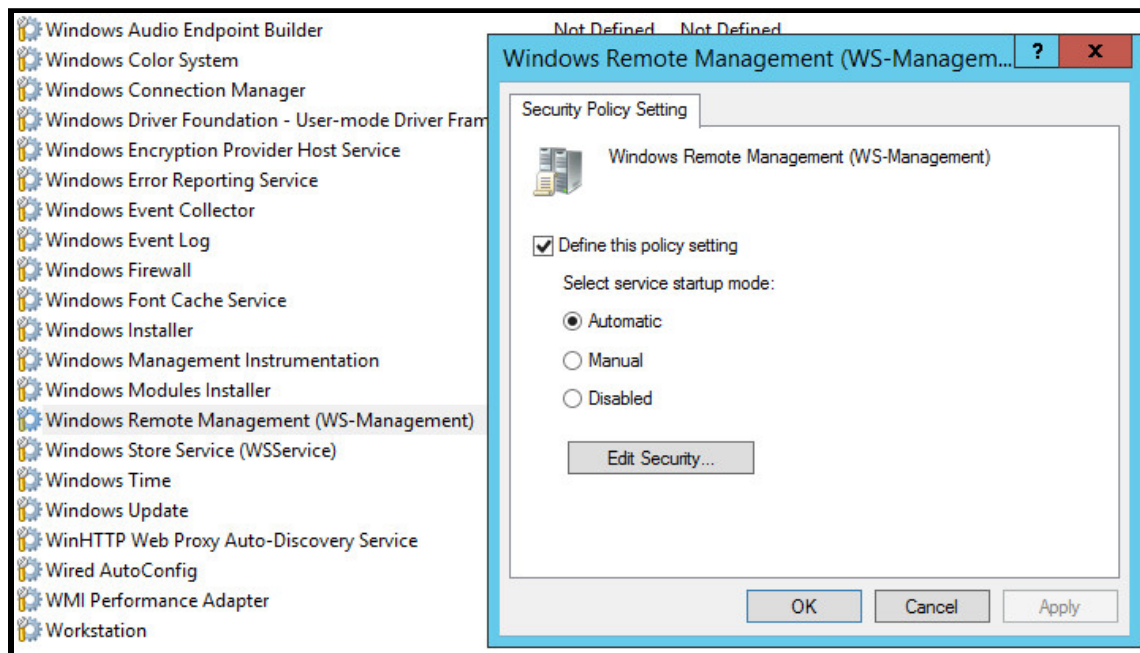 Windows Audio Endpoint Builder Not Defined Not Defined
Windows Color System
Windows Connection Manager
Windows Driver Foundation - User-mode Driver Fram
Windows Encryption Provider Host Service
Windows Error Reporting Service
Windows Event Collector
Windows Event Log
Windows Firewall
Windows Font Cache Service
Windows Installer
Windows Management Instrumentation
Windows Modules Installer
Windows Remote Management (WS-Management)
Windows Store Service (WSService)
Windows Time
Windows Update
WinHTTP Web Proxy Auto-Discovery Service
Wired AutoConfig
WMI Performance Adapter
Workstation
Windows Remote Management (WS-Managem... ? x
Security Policy Setting
Windows Remote Management (WS-Management)
Define this policy setting
Select service startup mode:
Automatic
Manual
Disabled
Edit Security...
OK Cancel Apply